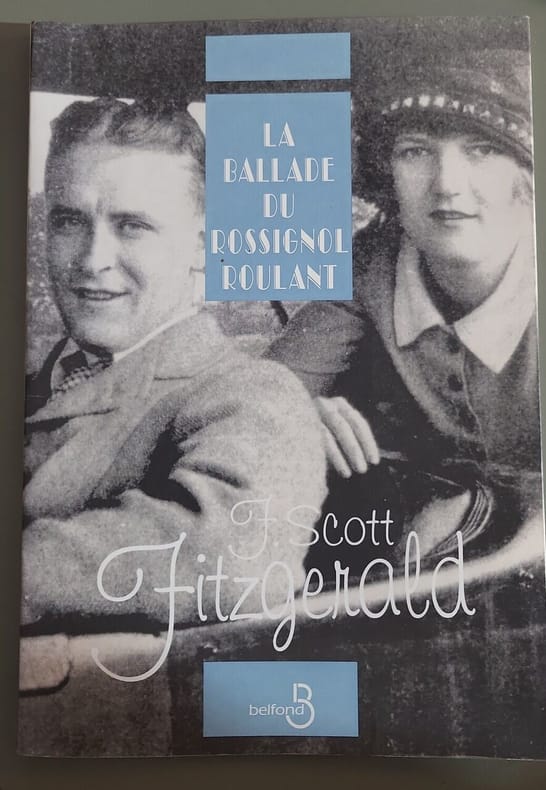 LA
BALLADE
DU
ROSSIGNOL
ROULANT
F. Scott
Fitzgerald
belfond B